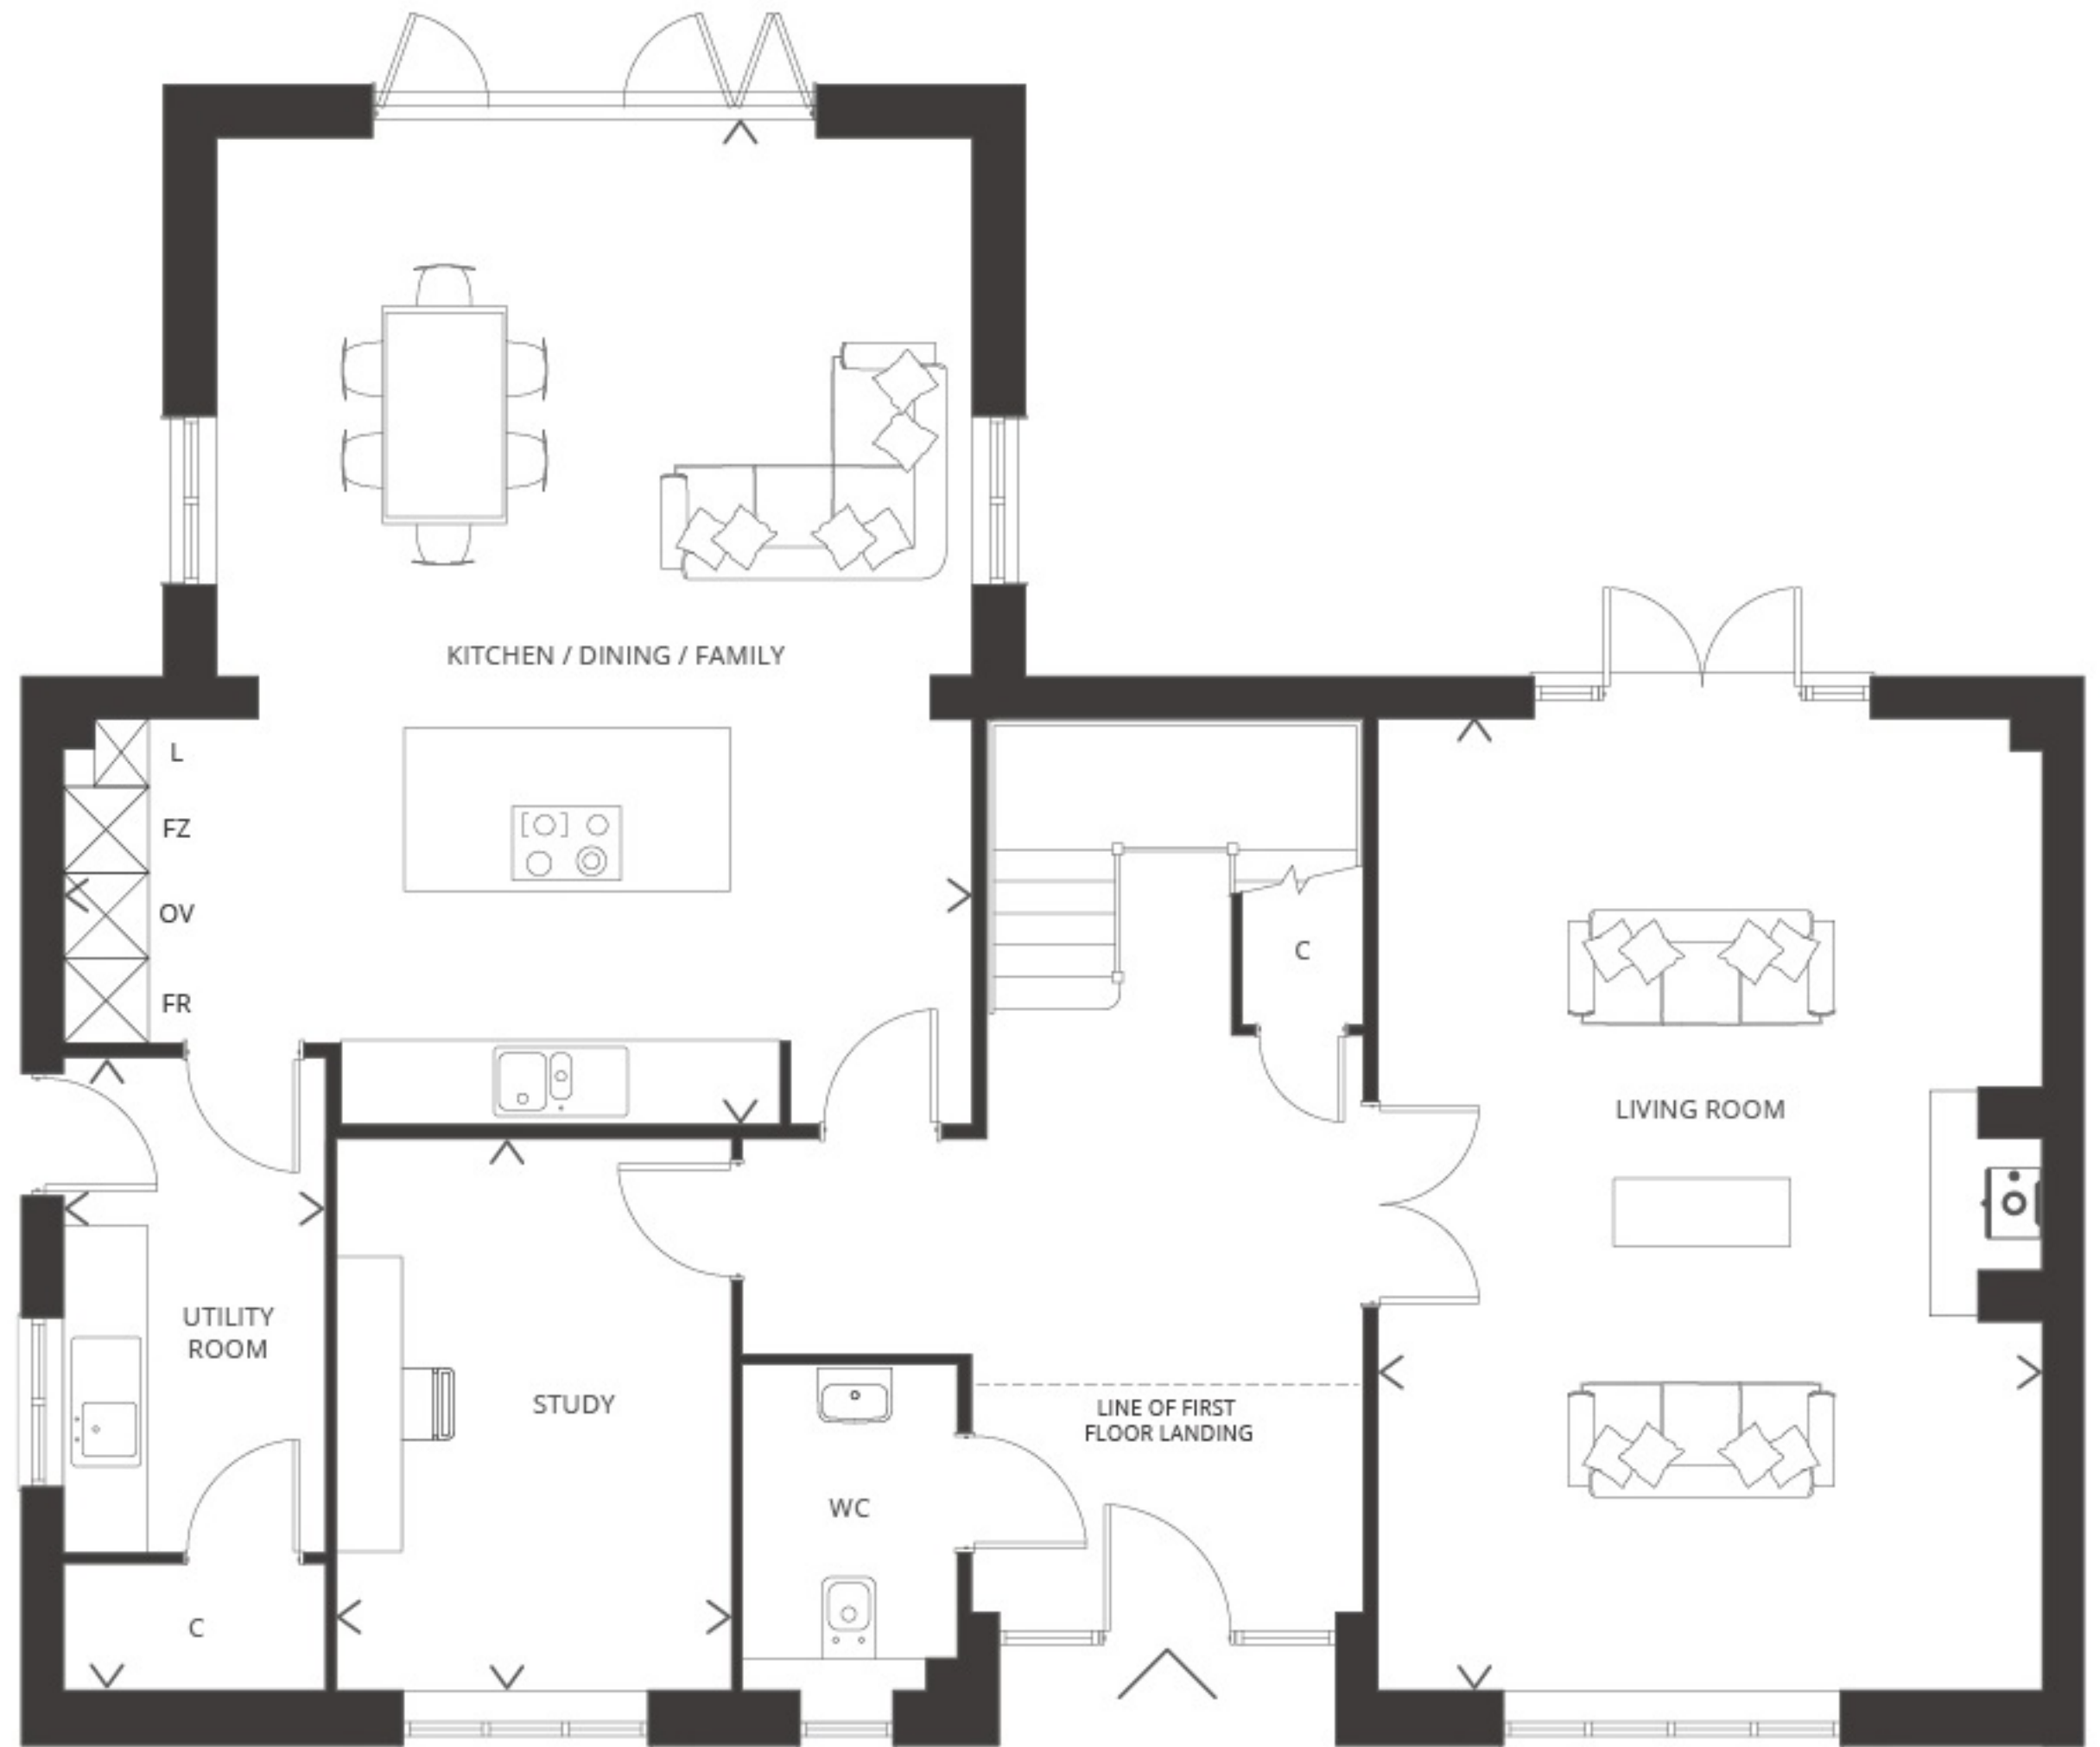 KITCHEN / DINING / FAMILY
L
FZ
OV
FR
C
LIVING ROOM
UTILITY
ROOM
STUDY
LINE OF FIRST
FLOOR LANDING
WC
C